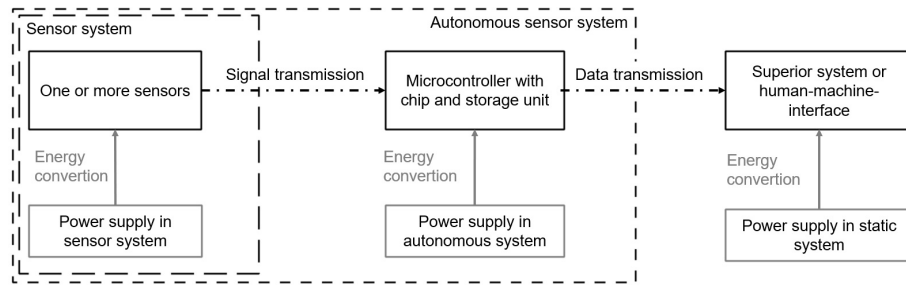 Sensor system
Autonomous sensor system
One or more sensors
Signal transmission
Microcontroller with
chip and storage unit
Data transmission
Superior system or
human-machine-
interface
Energy
convertion
Energy
convertion
Energy
convertion
Power supply in
sensor system
Power supply in
autonomous system
Power supply in static
system